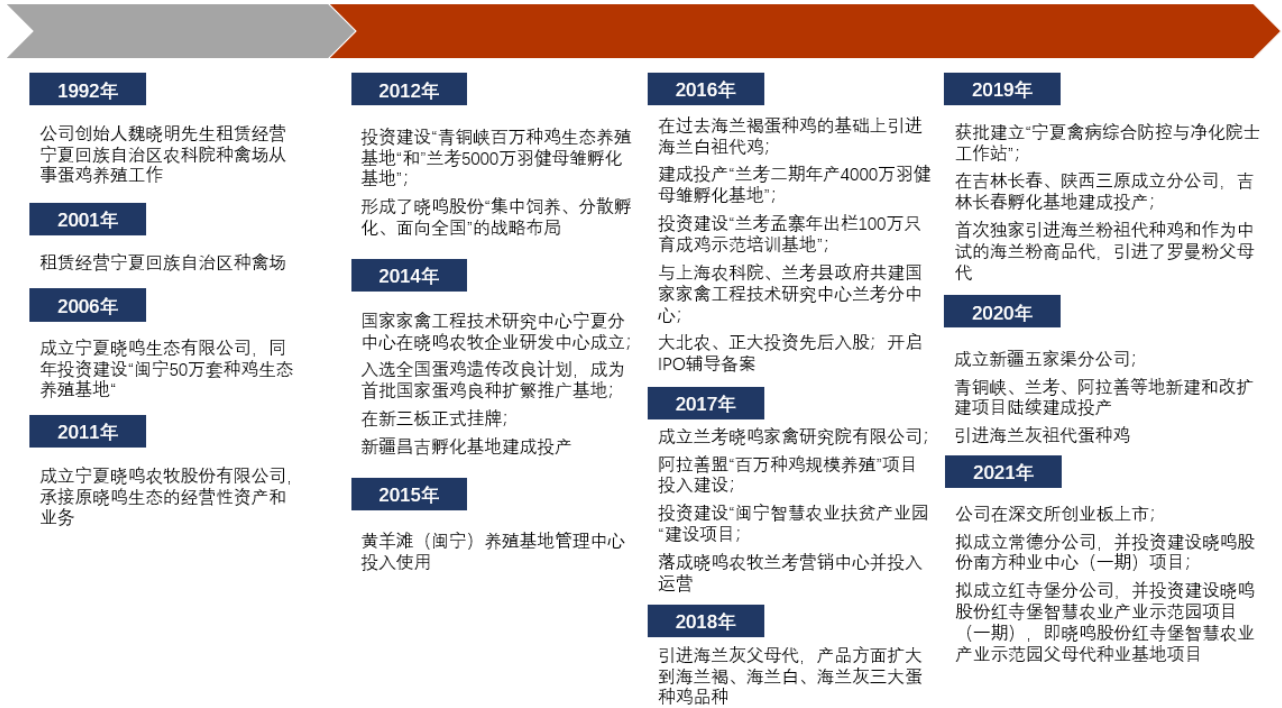 1992年
公司创始人魏晓明先生租赁经营
宁夏回族自治区农科院种禽场从
事蛋鸡养殖工作
2001年
租赁经营宁夏回族自治区种禽场
2006年
成立宁夏晓鸣生态有限公司，同
年投资建设“闽宁50万套种鸡生态
养殖基地“
2011年
成立宁夏晓鸣农牧股份有限公司，
承接原晓鸣生态的经营性资产和
业务
2012年
投资建设“青铜峡百万种鸡生态养殖
基地“和”兰考5000万羽健母雏孵化
基地”；
形成了晓鸣股份“集中饲养、分散孵
化、面向全国”的战略布局
2014年
国家家禽工程技术研究中心宁夏分
中心在晓鸣农牧企业研发中心成立；
入选全国蛋鸡遗传改良计划，成为
首批国家蛋鸡良种扩繁推广基地；
在新三板正式挂牌；
新疆昌吉孵化基地建成投产
2015年
黄羊滩（闽宁）养殖基地管理中心
投入使用
2016年
在过去海兰褐蛋种鸡的基础上引进
海兰白祖代鸡；
建成投产“兰考二期年产4000万羽健
母雏孵化基地”；
投资建设“兰考孟寨年出栏100万只
育成鸡示范培训基地”；
与上海农科院、兰考县政府共建国
家家禽工程技术研究中心兰考分中
心；
大北农、正大投资先后入股；开启
IPO辅导备案
2017年
成立兰考晓鸣家禽研究院有限公司；
阿拉善盟“百万种鸡规模养殖”项目
投入建设；
投资建设“闽宁智慧农业扶贫产业园
“建设项目；
落成晓鸣农牧兰考营销中心并投入
运营
2018年
引进海兰灰父母代，产品方面扩大
到海兰褐、海兰白、海兰灰三大蛋
种鸡品种
2019年
获批建立“宁夏禽病综合防控与净化院士
工作站”；
在吉林长春、陕西三原成立分公司，吉
林长春孵化基地建成投产；
首次独家引进海兰粉祖代种鸡和作为中
试的海兰粉商品代，引进了罗曼粉父母
代
2020年
成立新疆五家渠分公司；
青铜峡、兰考、阿拉善等地新建和改扩
建项目陆续建成投产
引进海兰灰祖代蛋种鸡
2021年
公司在深交所创业板上市；
拟成立常德分公司，并投资建设晓鸣股
份南方种业中心（一期）项目；
拟成立红寺堡分公司，并投资建设晓鸣
股份红寺堡智慧农业产业示范园项目
（一期），即晓鸣股份红寺堡智慧农业
产业示范园父母代种业基地项目